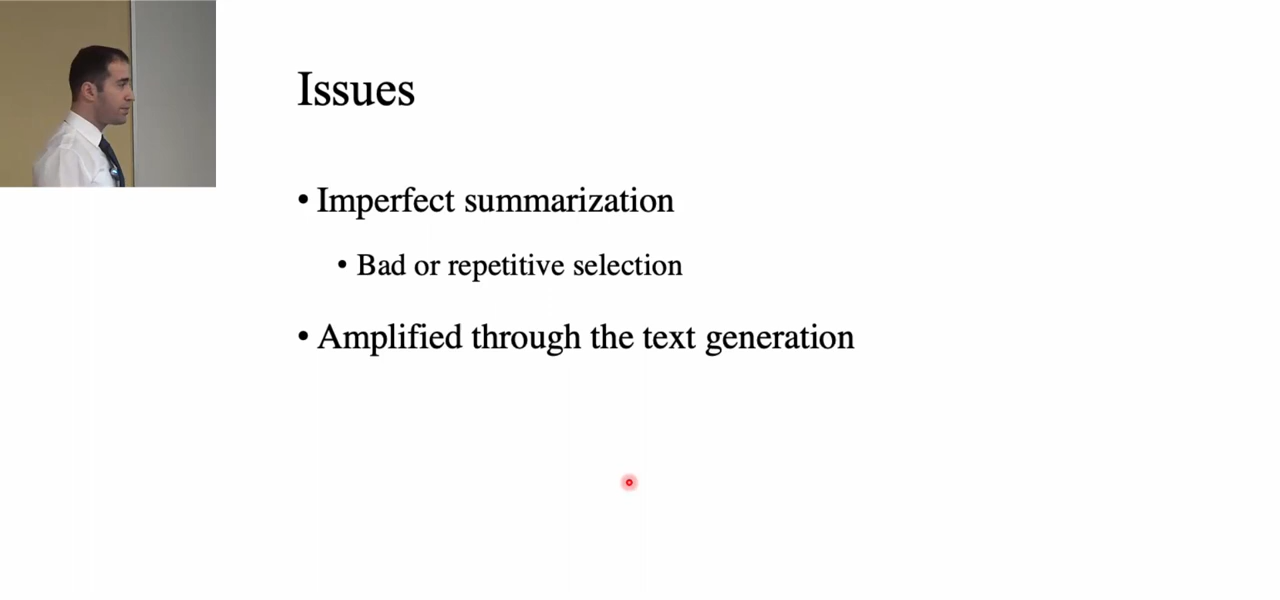 Issues
• Imperfect summarization
• Bad or repetitive selection
• Amplified through the text generation